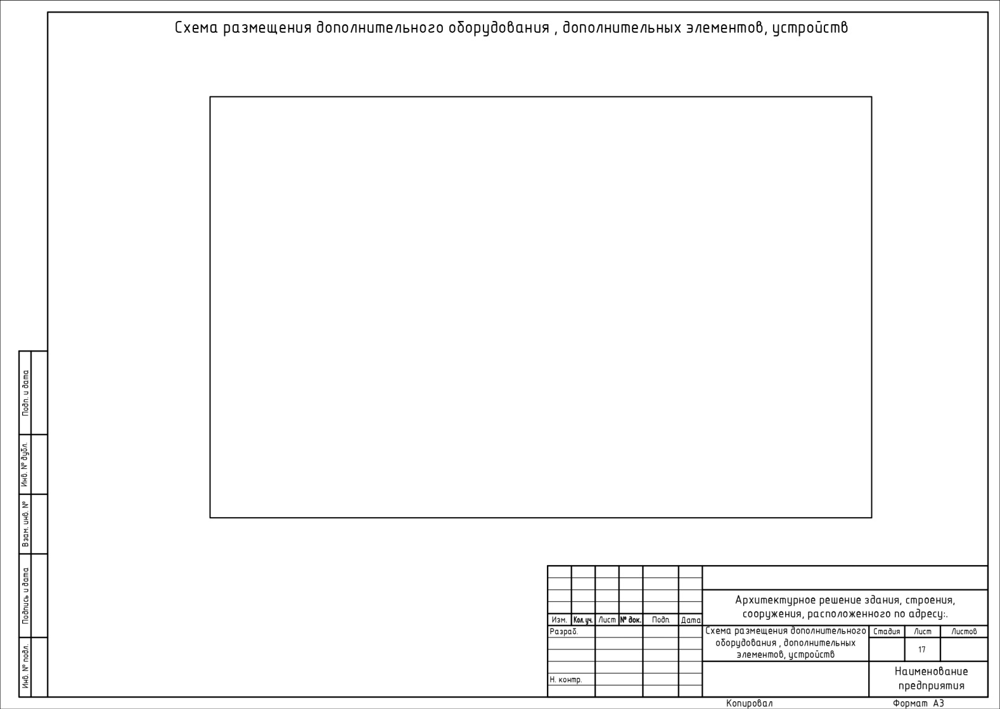 Схема размещения дополнительного оборудования , дополнительных элементов, устройств
Подп. и дата
Инв. № дубл.
Взам. инв. №
Подпись и дата
Инв. № подл.
Архитектурное решение здания, строения,
сооружения, расположенного по адресу:.
Изм. Кол. уч. Лист № док. Подп. Дата
Разраб.
Н. контр.
Схема размещения дополнительного
оборудования , дополнительных
элементов, устройств
Стадия Лист Листов
17
Наименование
предприятия
Копировал
Формат А3